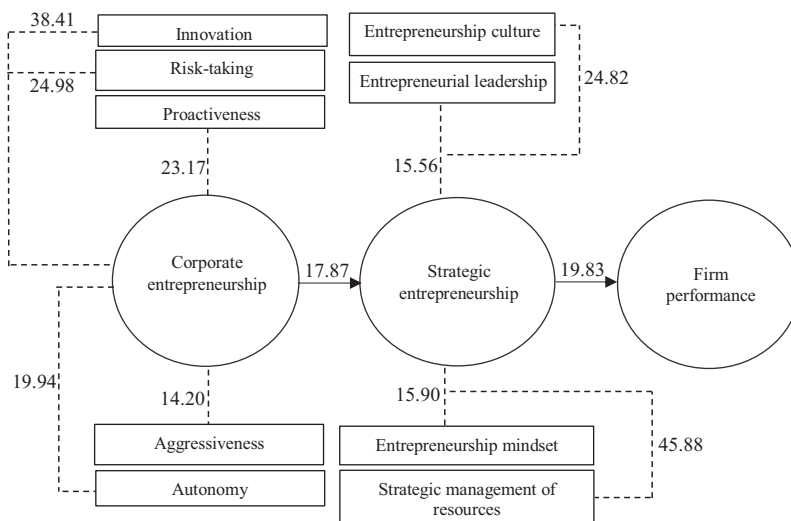 38.41
Innovation
Entrepreneurship culture
Risk-taking
24.98
Entrepreneurial leadership
24.82
Proactiveness
23.17
15.56
Corporate
entrepreneurship
17.87
Strategic
entrepreneurship
19.83
Firm
performance
19.94
14.20
15.90
Aggressiveness
Entrepreneurship mindset
45.88
Autonomy
Strategic management of
resources